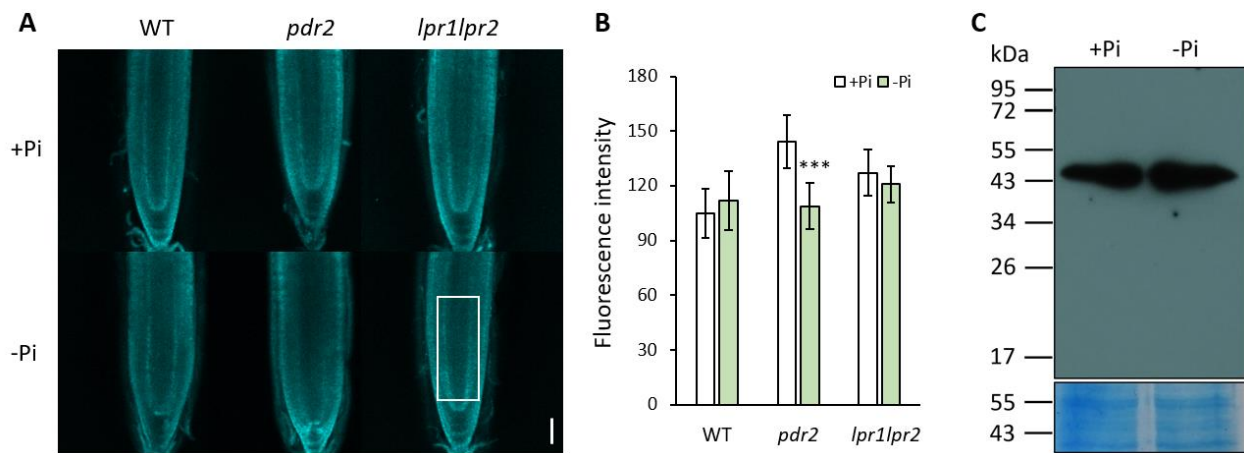 A
WT
pdr2
lpr1lpr2
+Pi
-Pi
B
Fluorescence intensity
180
150
120
90
60
30
0
+Pi
-Pi
***
WT
pdr2
lpr1lpr2
C
kDa
+Pi
-Pi
95
72
55
43
34
26
17
55
43